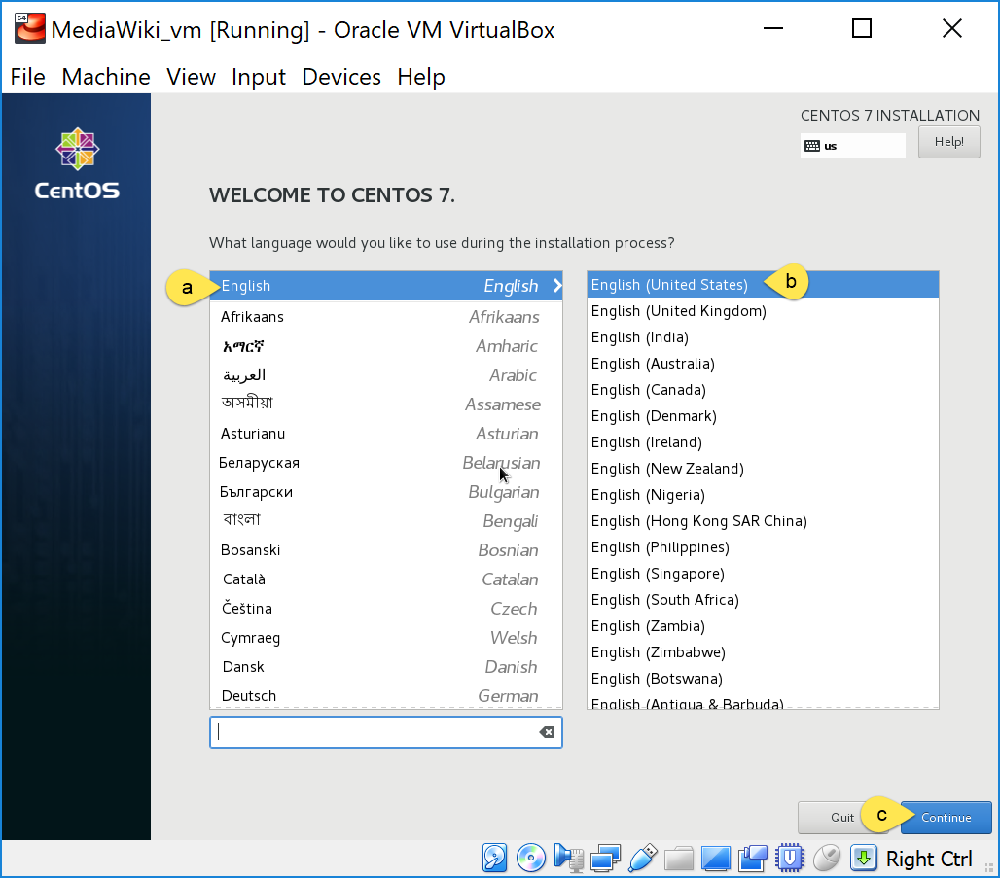 64
MediaWiki_vm [Running] - Oracle VM VirtualBox
File Machine View Input Devices Help
CentOS
CENTOS 7 INSTALLATION
us
Help!
WELCOME TO CENTOS 7.
What language would you like to use during the installation process?
a
English English
Afrikaans Afrikaans
አማርኛ Amharic
العربية Arabic
অসমীয়া Assamese
Asturianu Asturian
Беларуская Belarusian
Български Bulgarian
বাংলা Bengali
Bosanski Bosnian
Català Catalan
Čeština Czech
Cymraeg Welsh
Dansk Danish
Deutsch German
English (United States)
b
English (United Kingdom)
English (India)
English (Australia)
English (Canada)
English (Denmark)
English (Ireland)
English (New Zealand)
English (Nigeria)
English (Hong Kong SAR China)
English (Philippines)
English (Singapore)
English (South Africa)
English (Zambia)
English (Zimbabwe)
English (Botswana)
English (Antigua & Barbuda)
Quit
c
Continue
Right Ctrl